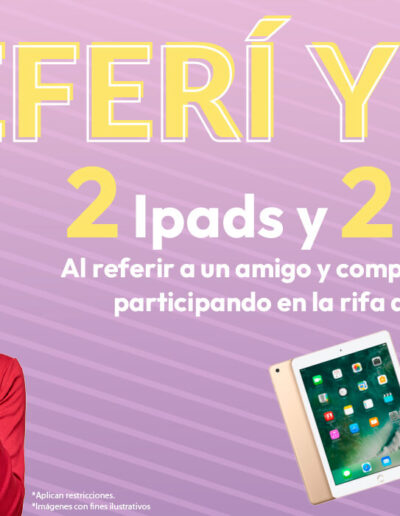 EFERÍ Y
2 Ipads y 2
Al referir a un amigo y comp
participando en la rifa d
*Aplican restricciones.
*Imágenes con fines ilustrativos